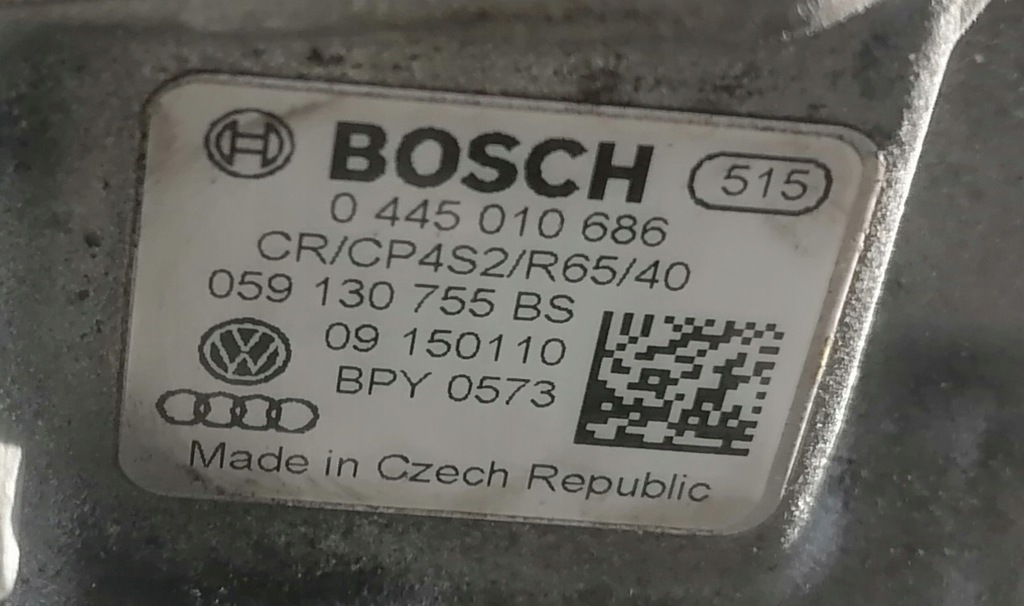 BOSCH 515
0 445 010 686
CR/CP4S2/R65/40
059 130 755 BS
09 150110
BPY 0573
Made in Czech Republic